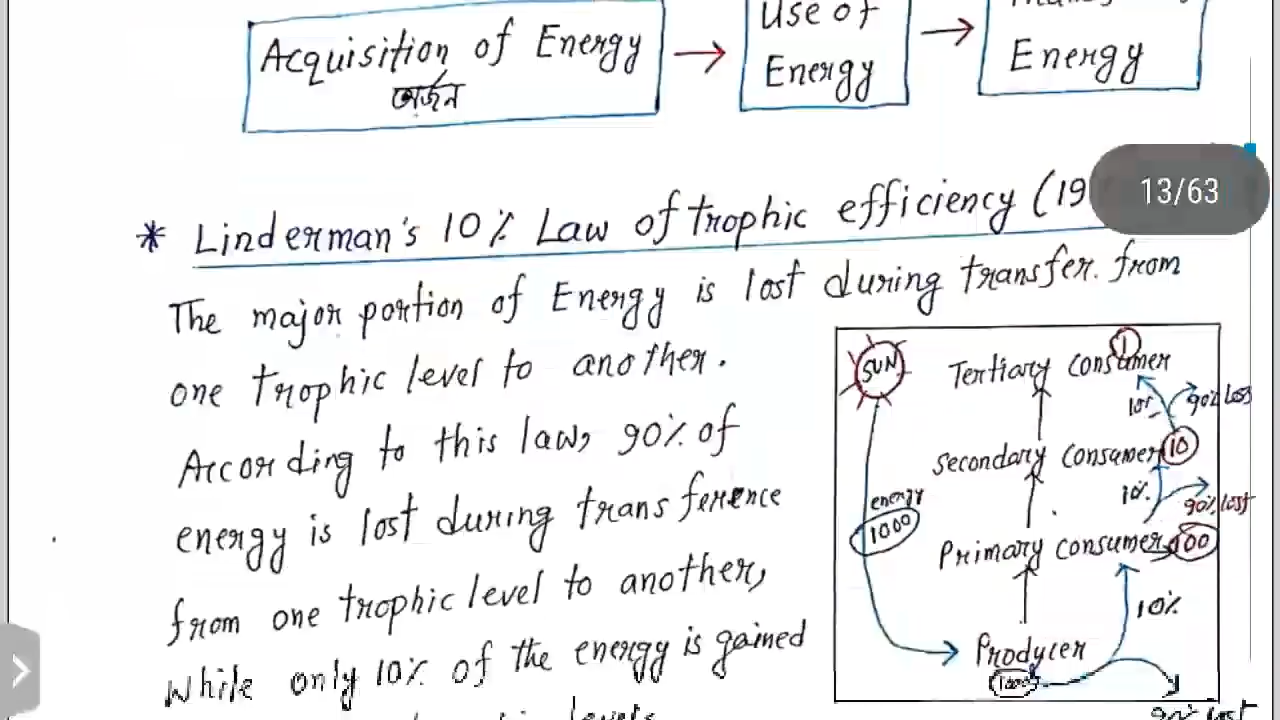 Use of
Acquisition of Energy → Energy → Energy
অর্জন
13/63
* Linderman's 10% Law of trophic efficiency (19
The major portion of Energy is lost during transfer. from
one trophic level to another.
According to this law, 90% of
energy is lost during transference
from one trophic level to another,
while only 10% of the energy is gained
levels
SUN
Tertiary Consumer 1
10% 90% Loss
Secondary Consumer 10
energy
1000
10% 90% Lost
Primary Consumer 100
10%
Producer
1000
90% Lost